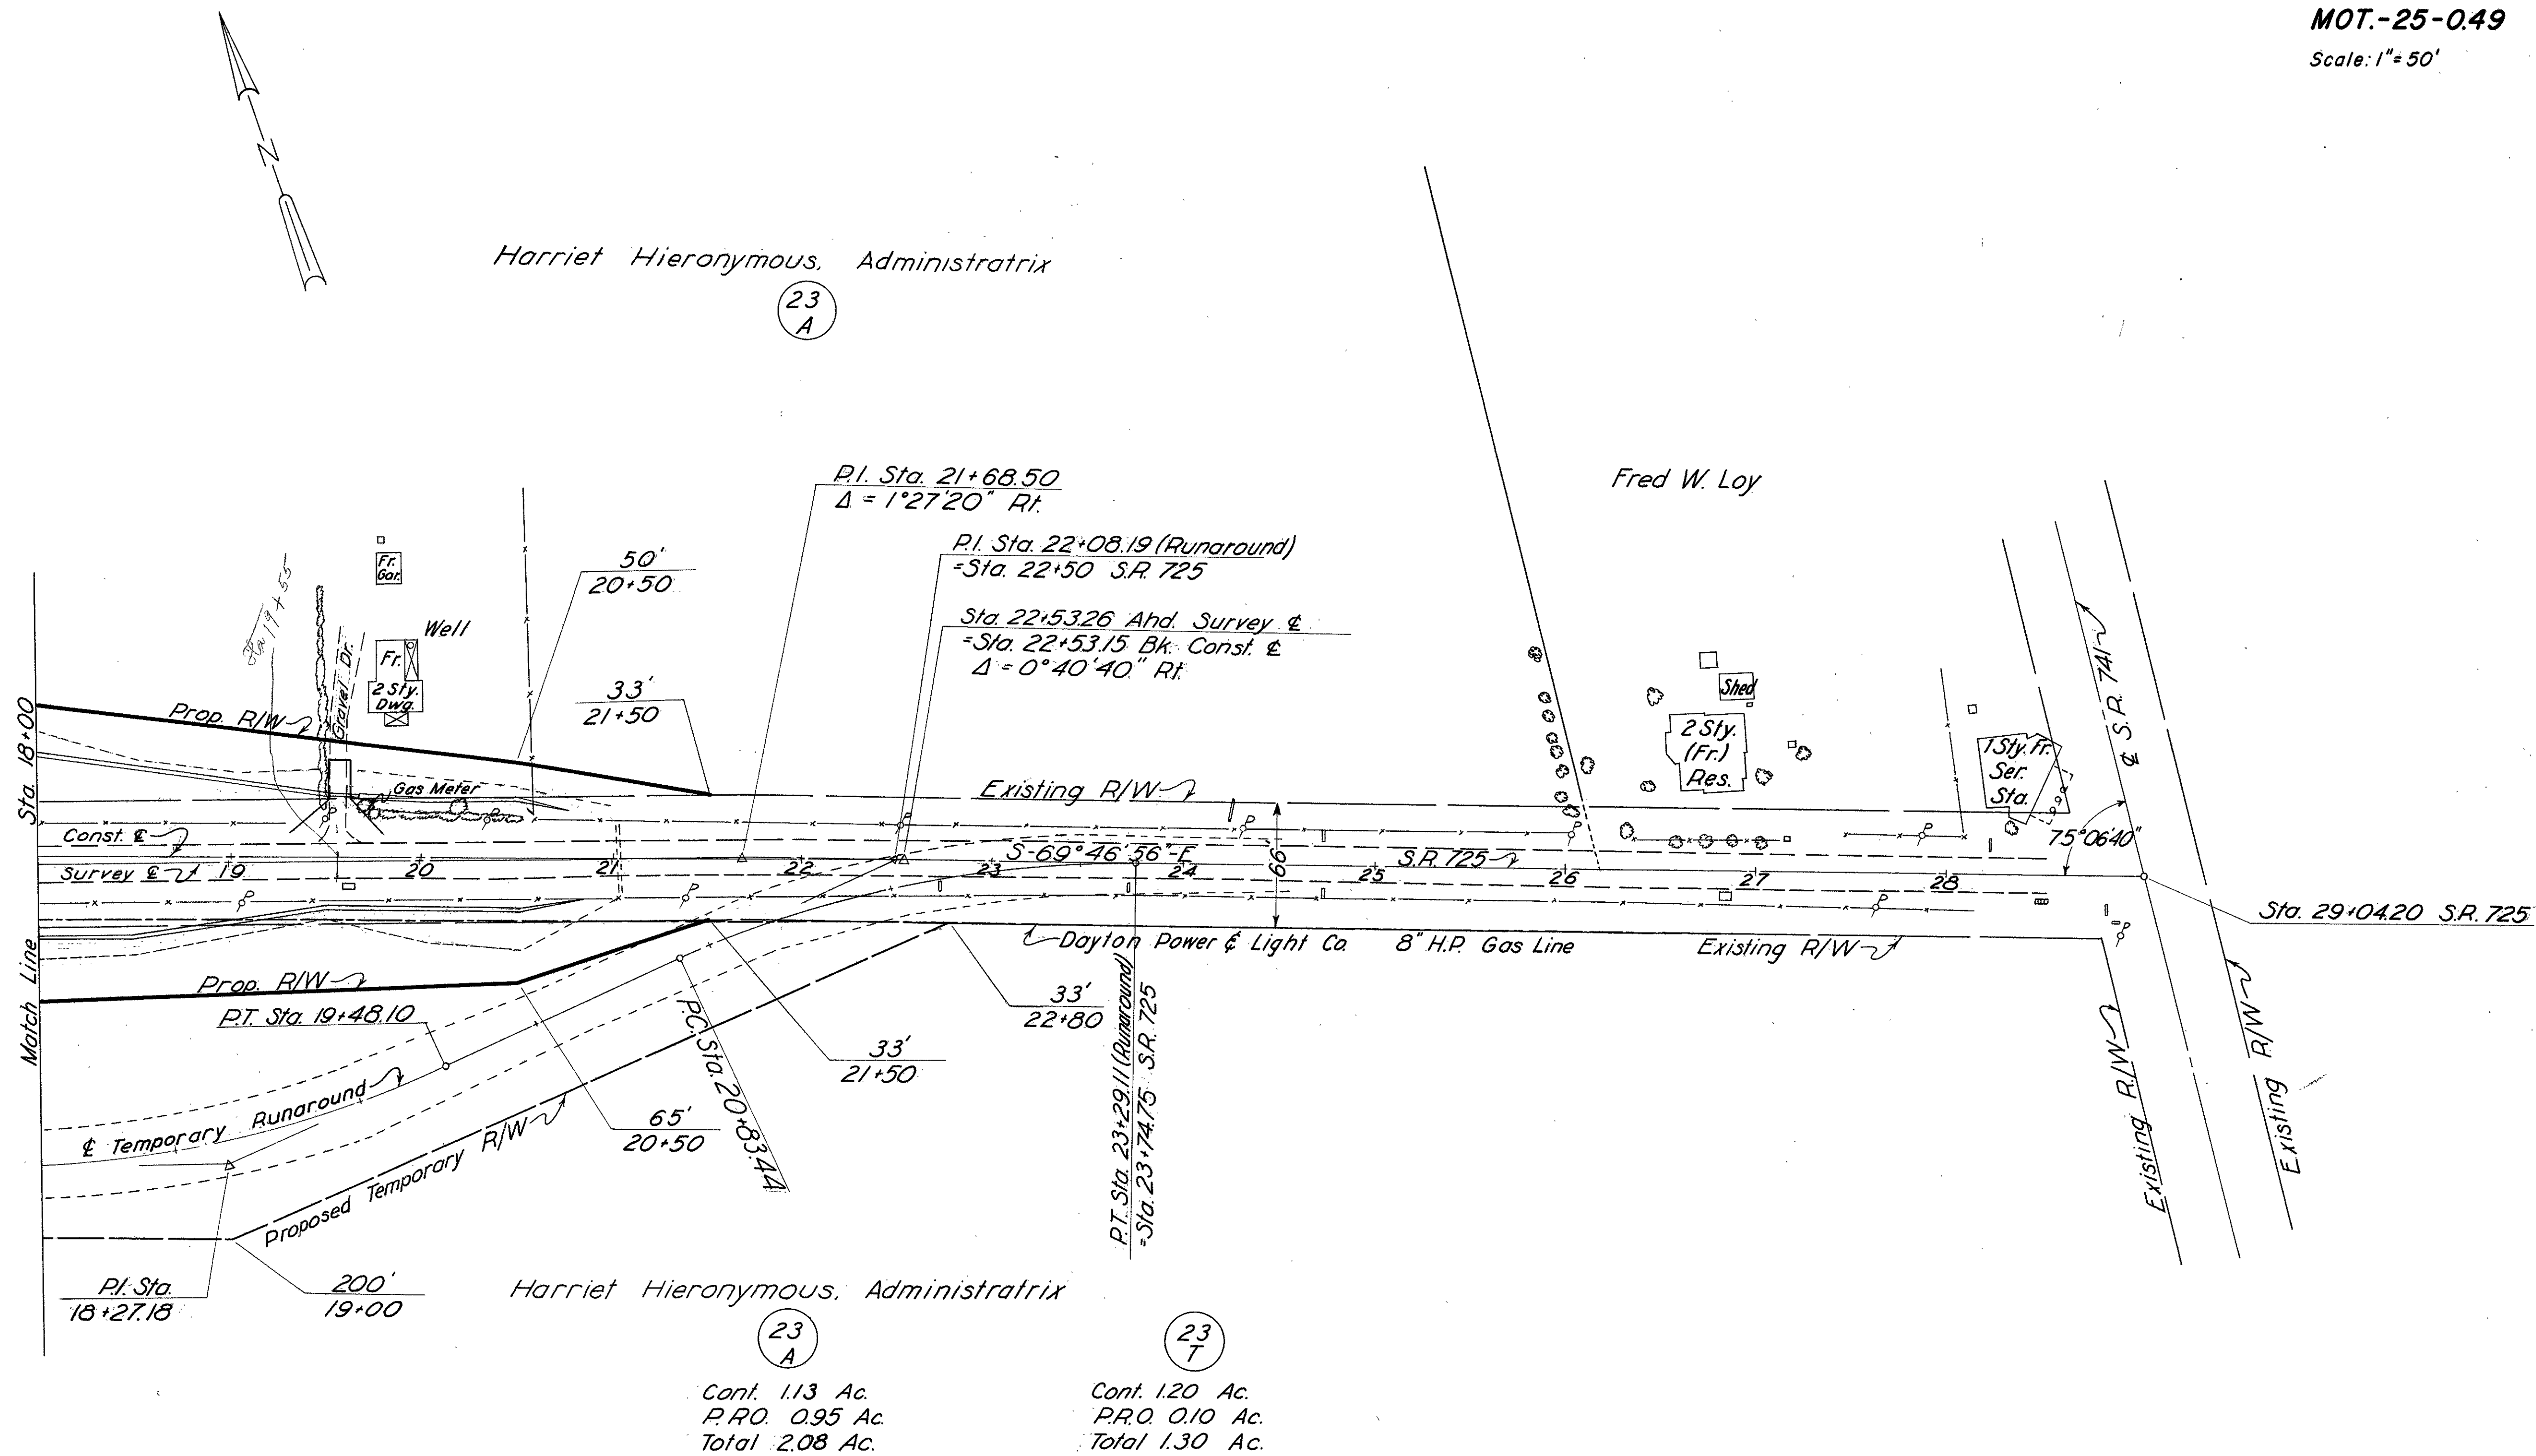 MOT.-25-0.49
Scale: 1"=50'
N
Harriet Hieronymous, Administratrix
23
A
Fred W. Loy
P.I. Sta. 21+68.50
Δ = 1°27'20" Rt.
P.I. Sta. 22+08.19 (Runaround)
=Sta. 22+50 S.R. 725
Sta. 22+53.26 Ahd. Survey ℄
=Sta. 22+53.15 Bk. Const. ℄
Δ = 0°40'40" Rt.
50'
20+50
33'
21+50
Sta 19+55
Fr.
Gar.
Well
Fr.
2 Sty.
Dwg.
Gravel Dr.
Prop. R/W
Gas Meter
Sta. 18+00
Match Line
Const. ℄
Survey ℄
19
20
21
22
23
24
25
26
27
28
S-69°46'56"-E
S.R. 725
66'
Existing R/W
Shed
2 Sty.
(Fr.)
Res.
1 Sty. Fr.
Ser.
Sta.
℄ S.R. 741
75°06'40"
Sta. 29+04.20 S.R. 725
Dayton Power & Light Co. 8" H.P. Gas Line
Existing R/W
Existing R/W
Existing R/W
Prop. R/W
P.T. Sta. 19+48.10
P.C. Sta. 20+83.44
33'
22+80
33'
21+50
65'
20+50
P.T. Sta. 23+29.11 (Runaround)
=Sta. 23+74.75 S.R. 725
℄ Temporary Runaround
Proposed Temporary R/W
P.I. Sta.
18+27.18
200'
19+00
Harriet Hieronymous, Administratrix
23
A
Cont. 1.13 Ac.
P.R.O. 0.95 Ac.
Total 2.08 Ac.
23
T
Cont. 1.20 Ac.
P.R.O. 0.10 Ac.
Total 1.30 Ac.